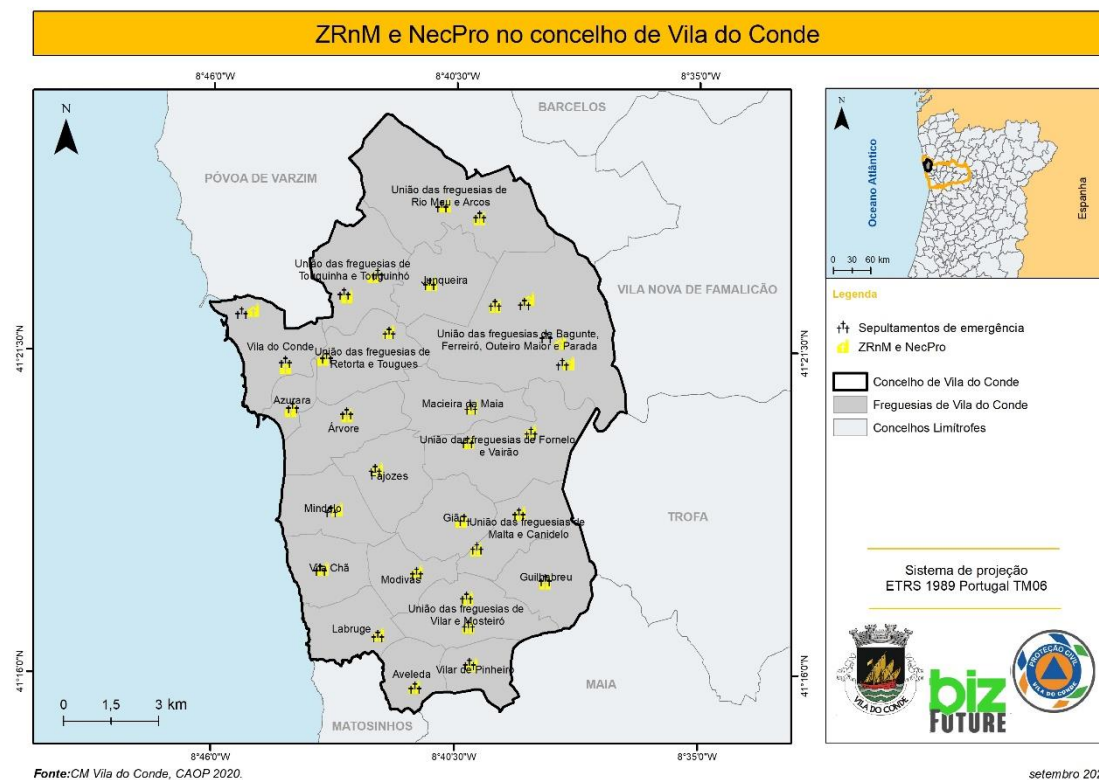 ZRnM e NecPro no concelho de Vila do Conde
8°46'0"W
8°40'30"W
8°35'0"W
N
BARCELOS
PÓVOA DE VARZIM
União das freguesias de
Rio Mau e Arcos
União das freguesias de
Touguinha e Touguinhó
Junqueira
VILA NOVA DE FAMALICÃO
União das freguesias de Bagunte,
Ferreiró, Outeiro Maior e Parada
Vila do Conde
União das freguesias de
Retorta e Tougues
41°21'30"N
41°21'30"N
Azurara
Árvore
Macieira da Maia
União das freguesias de Fornelo
e Vairão
Fajozes
Mindelo
Gião
União das freguesias de
Malta e Canidelo
TROFA
Vila Chã
Modivas
Guilhabreu
União das freguesias de
Vilar e Mosteiró
Labruge
Aveleda
Vilar de Pinheiro
MAIA
MATOSINHOS
41°16'0"N
41°16'0"N
0 1,5 3 km
8°46'0"W
8°40'30"W
8°35'0"W
N
Oceano Atlântico
Espanha
0 30 60 km
Legenda
Sepultamentos de emergência
ZRnM e NecPro
Concelho de Vila do Conde
Freguesias de Vila do Conde
Concelhos Limítrofes
Sistema de projeção
ETRS 1989 Portugal TM06
VILA DO CONDE
biz
FUTURE
PROTEÇÃO CIVIL
VILA DO CONDE
Fonte:CM Vila do Conde, CAOP 2020.
setembro 202